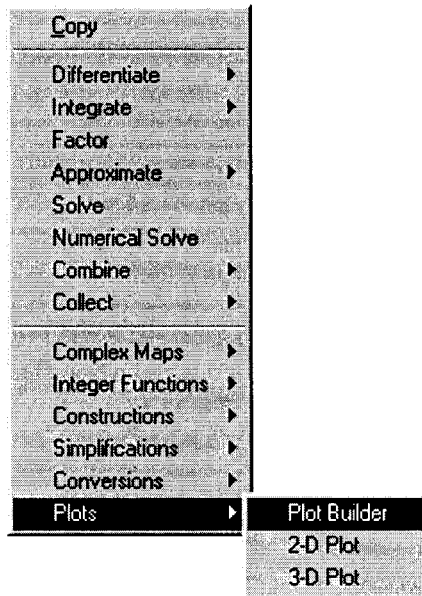 Copy
Differentiate
Integrate
Factor
Approximate
Solve
Numerical Solve
Combine
Collect
Complex Maps
Integer Functions
Constructions
Simplifications
Conversions
Plots
Plot Builder
2-D Plot
3-D Plot